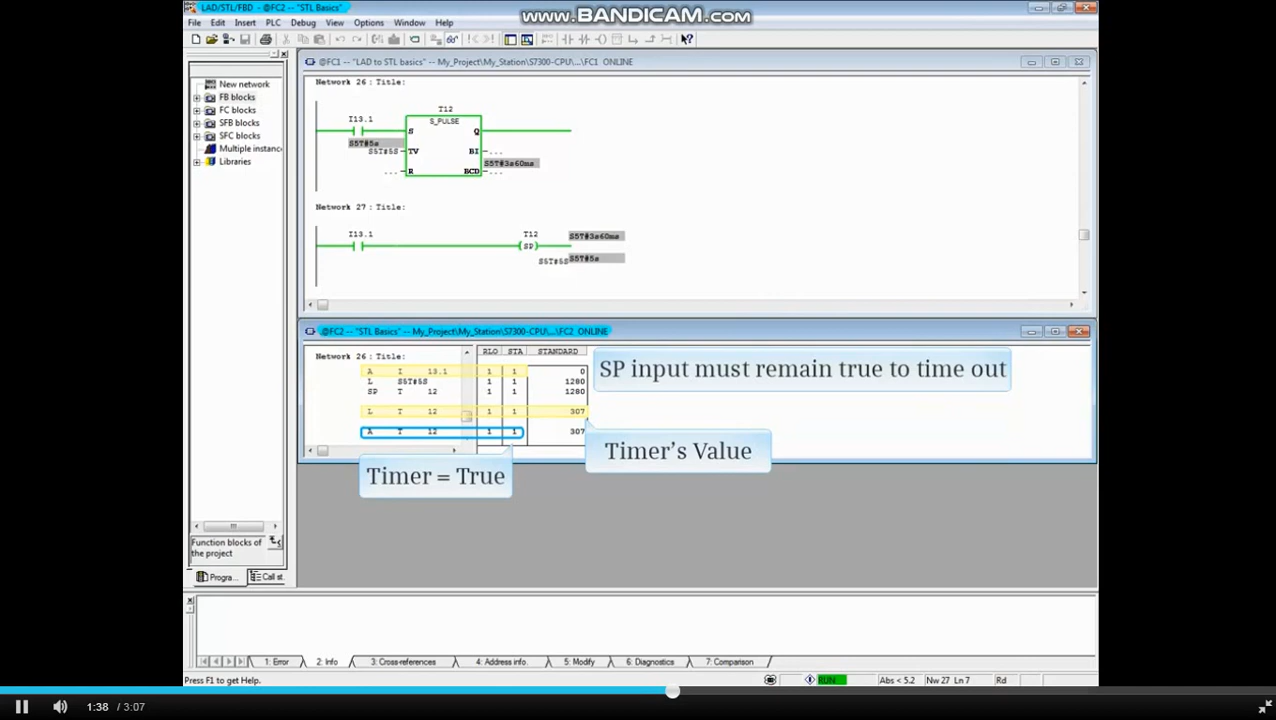 LAD/STL/FBD - [@FC2 -- "STL Basics"
www.BANDICAM.com
File Edit Insert PLC Debug View Options Window Help
@FC1 -- "LAD to STL basics" -- My_Project\My_Station\S7300-CPU\...\FC1 ONLINE
New network
FB blocks
FC blocks
SFB blocks
SFC blocks
Multiple instanc
Libraries
Network 26 : Title:
T12
I13.1
S_PULSE
S Q
S5T#5s
S5T#5S TV BI ...
S5T#3s60ms
... R BCD ...
Network 27 : Title:
I13.1 T12 S5T#3s60ms
(SP)
S5T#5S S5T#5s
@FC2 -- "STL Basics" -- My_Project\My_Station\S7300-CPU\...\FC2 ONLINE
Network 26 : Title:
RLO STA STANDARD
A I 13.1 1 1 0
L S5T#5S 1 1 1280
SP T 12 1 1 1280
L T 12 1 1 307
A T 12 1 1 307
SP input must remain true to time out
Timer's Value
Timer = True
Function blocks of
the project
Progra... Call st.
1: Error 2: Info 3: Cross-references 4: Address info. 5: Modify 6: Diagnostics 7: Comparison
Press F1 to get Help.
RUN Abs < 5.2 Nw 27 Ln 7 Rd
1:38 / 3:07